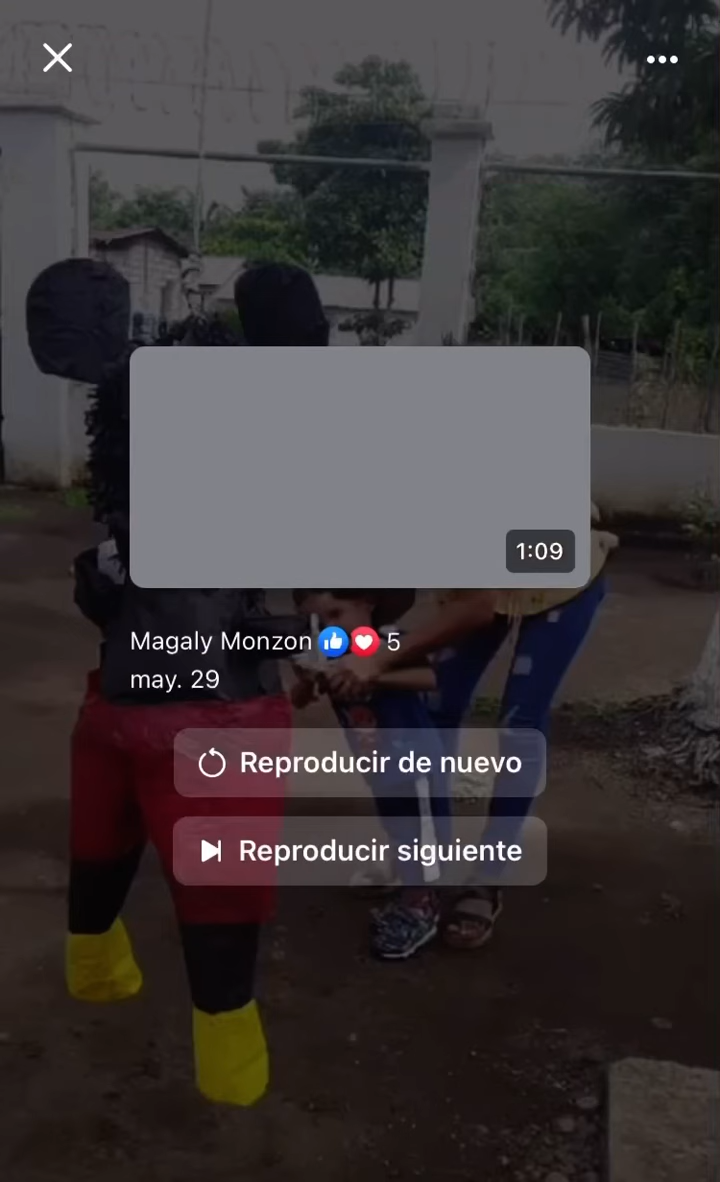 1:09
Magaly Monzon 5
may. 29
Reproducir de nuevo
Reproducir siguiente